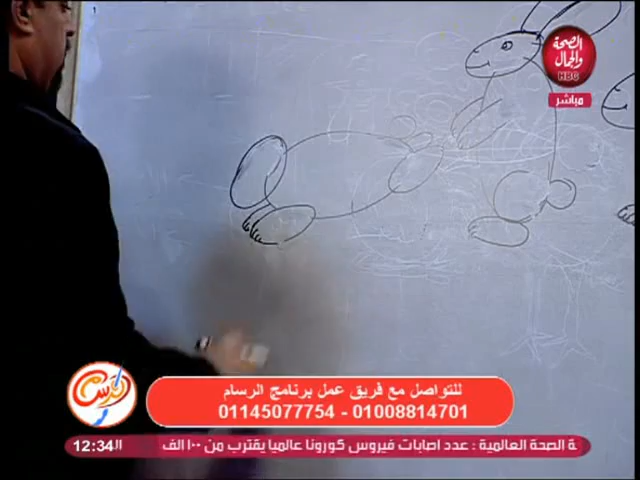 الصحة
والجمال
HBC
مباشر
للتواصل مع فريق عمل برنامج الرسام
01145077754 - 01008814701
12:34
ة الصحة العالمية : عدد اصابات فيروس كورونا عالميا يقترب من ١٠٠ الف